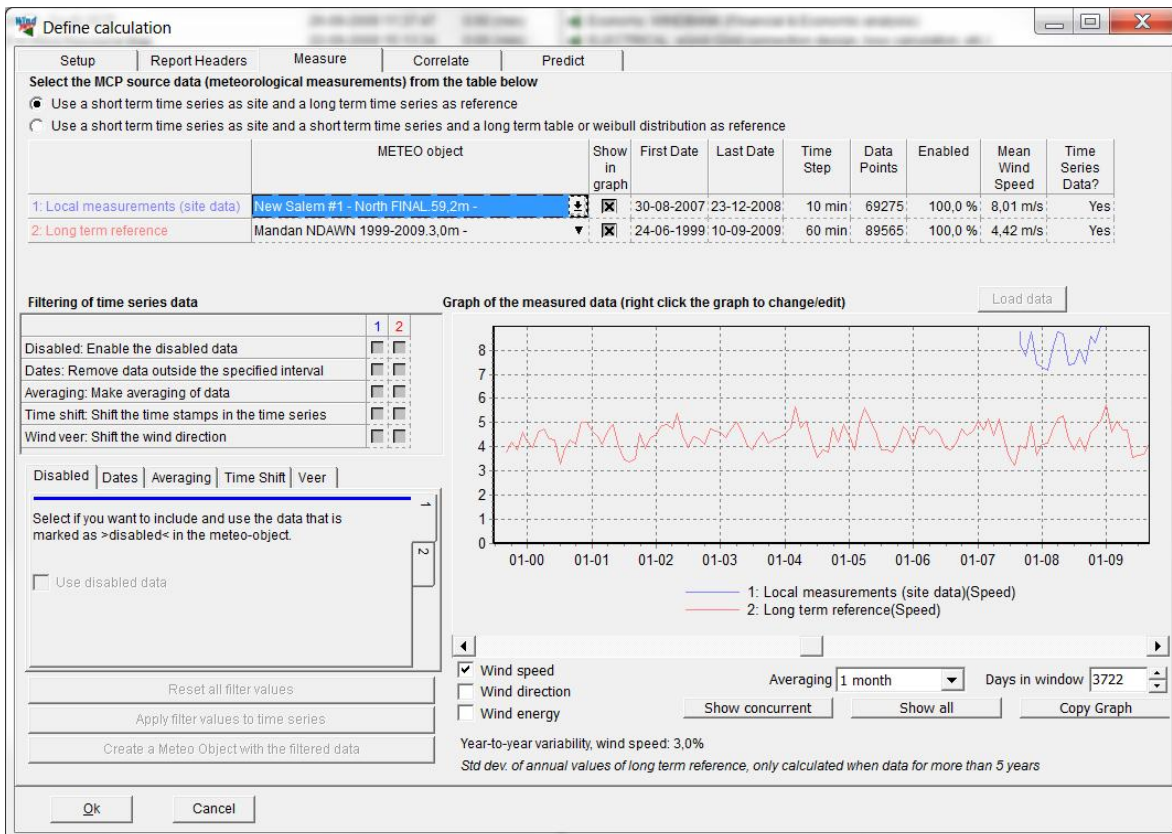 Wind
Define calculation
Setup Report Headers Measure Correlate Predict
Select the MCP source data (meteorological measurements) from the table below
Use a short term time series as site and a long term time series as reference
Use a short term time series as site and a short term time series and a long term table or weibull distribution as reference
METEO object Show in graph First Date Last Date Time Step Data Points Enabled Mean Wind Speed Time Series Data?
1: Local measurements (site data) New Salem #1 - North FINAL.59,2m - 30-08-2007 23-12-2008 10 min 69275 100,0 % 8,01 m/s Yes
2: Long term reference Mandan NDAWN 1999-2009.3,0m - 24-06-1999 10-09-2009 60 min 89565 100,0 % 4,42 m/s Yes
Filtering of time series data
1 2
Disabled: Enable the disabled data
Dates: Remove data outside the specified interval
Averaging: Make averaging of data
Time shift: Shift the time stamps in the time series
Wind veer: Shift the wind direction
Disabled Dates Averaging Time Shift Veer
Select if you want to include and use the data that is
marked as >disabled< in the meteo-object.
Use disabled data
1
2
Reset all filter values
Apply filter values to time series
Create a Meteo Object with the filtered data
Graph of the measured data (right click the graph to change/edit) Load data
8
7
6
5
4
3
2
1
0
01-00 01-01 01-02 01-03 01-04 01-05 01-06 01-07 01-08 01-09
1: Local measurements (site data)(Speed)
2: Long term reference(Speed)
Wind speed
Wind direction
Wind energy
Averaging 1 month Days in window 3722
Show concurrent Show all Copy Graph
Year-to-year variability, wind speed: 3,0%
Std dev. of annual values of long term reference, only calculated when data for more than 5 years
Ok Cancel